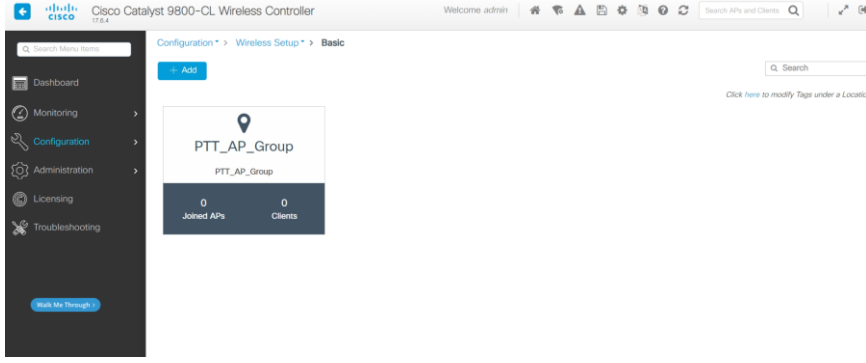 CISCO
Cisco Catalyst 9800-CL Wireless Controller
17.6.4
Welcome admin
Search APs and Clients
Search Menu Items
Dashboard
Monitoring
Configuration
Administration
Licensing
Troubleshooting
Walk Me Through >
Configuration > Wireless Setup > Basic
+ Add
Search
Click here to modify Tags under a Locatio
PTT_AP_Group
PTT_AP_Group
0 0
Joined APs Clients